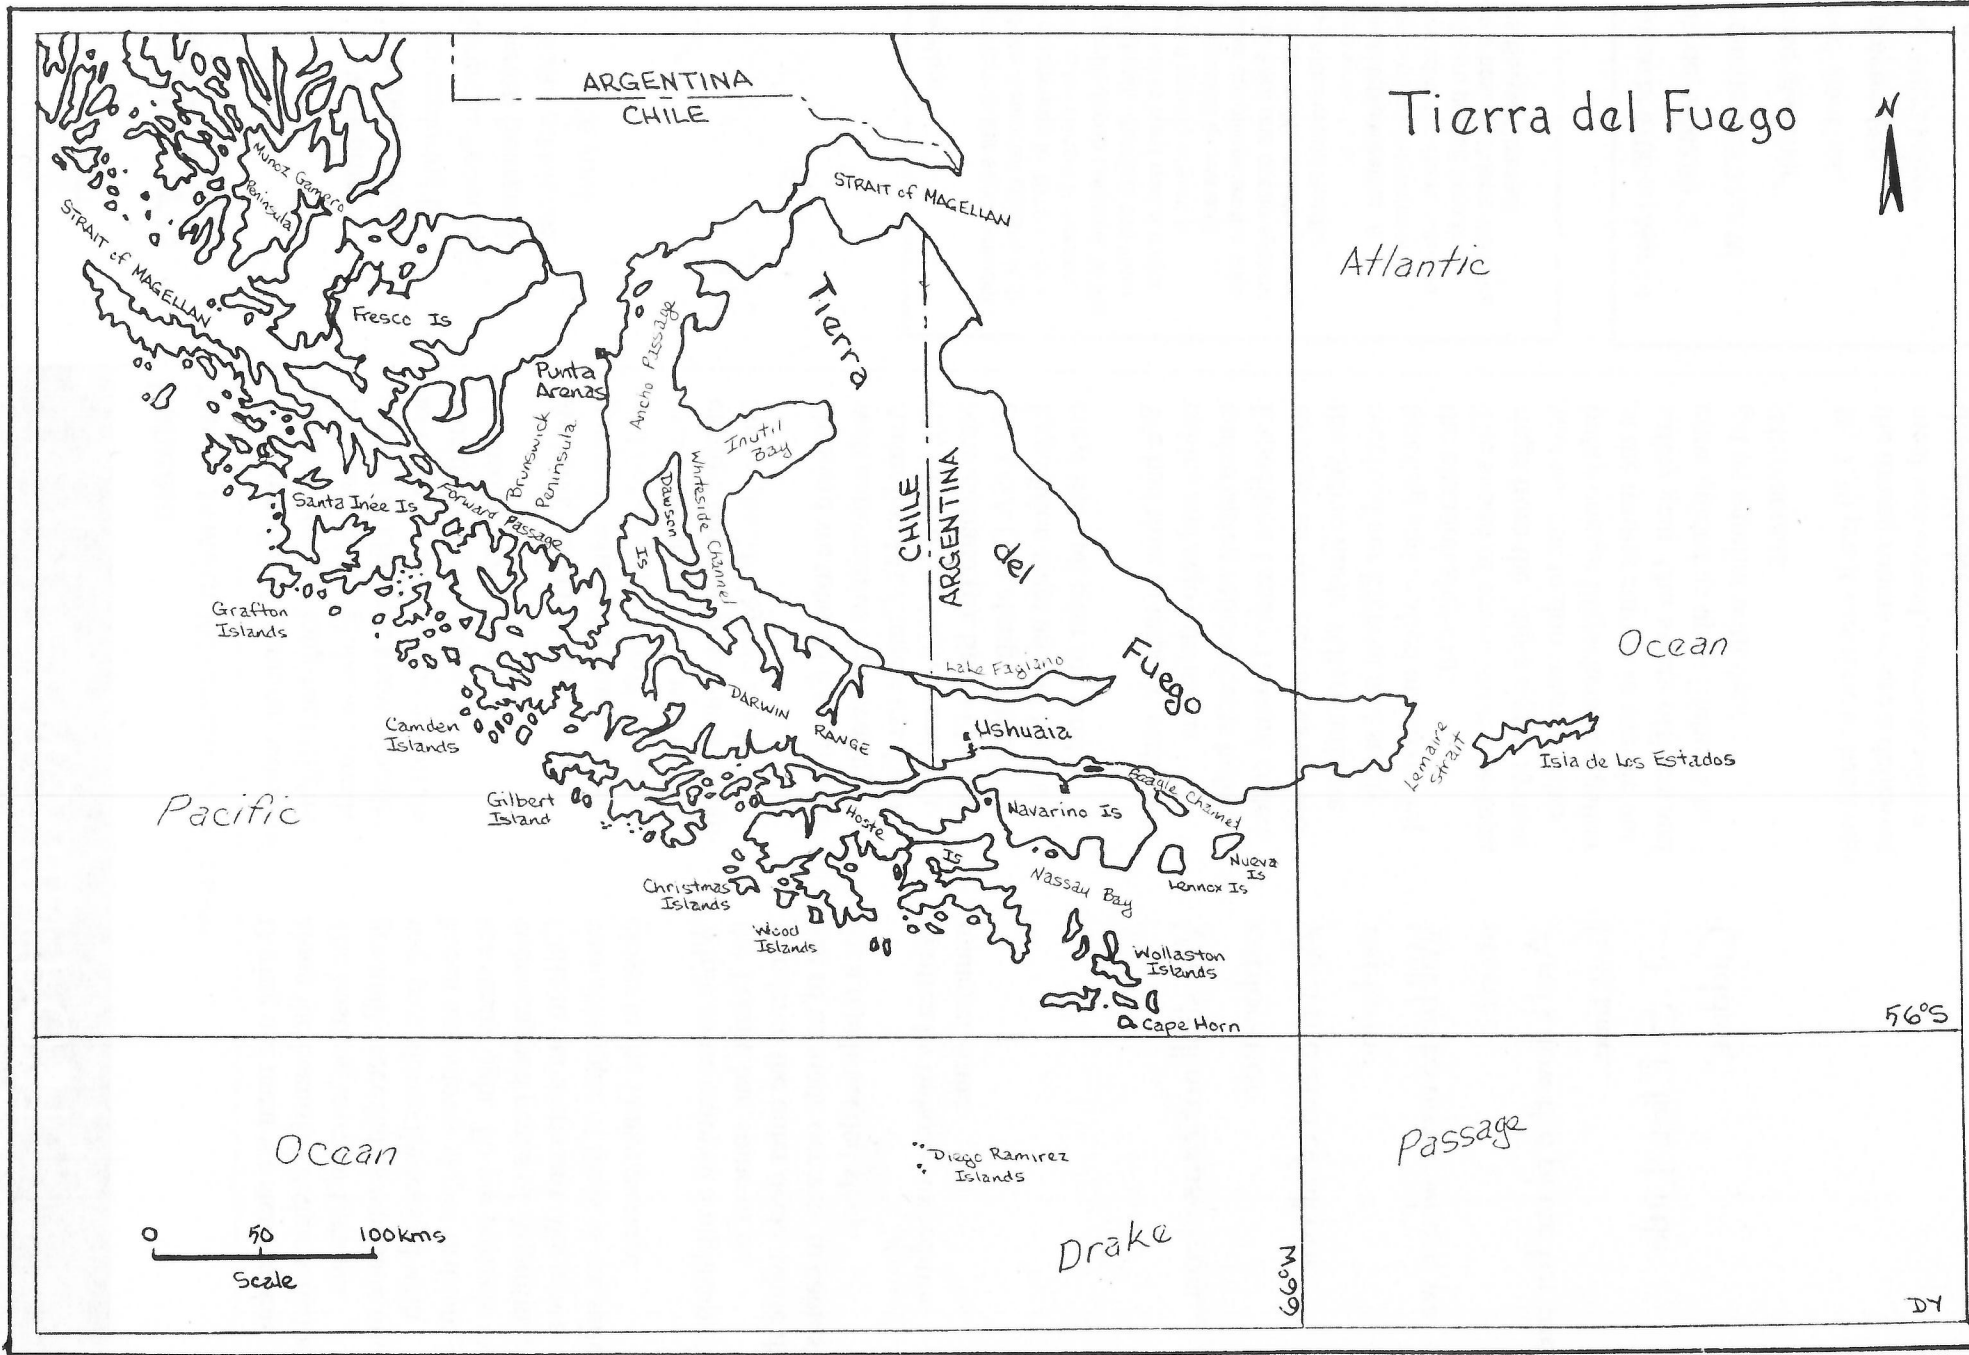 ARGENTINA
CHILE
Tierra del Fuego
N
Munoz Gamero
Peninsula
STRAIT of MAGELLAN
STRAIT of MAGELLAN
Atlantic
Fresco Is
Tierra
Ancho Passage
Punta
Arenas
Brunswick
Peninsula
Inutil
Bay
Whiteside Channel
Dawson
Is
CHILE
ARGENTINA
Santa Inée Is
Forward Passage
del
Grafton
Islands
Fuego
Ocean
Lake Fagiano
DARWIN
RANGE
Ushuaia
Camden
Islands
Lemaire
Strait
Isla de Los Estados
Beagle Channel
Pacific
Gilbert
Island
Hoste
Is
Navarino Is
Nueva
Is
Lennox Is
Nassau Bay
Christmas
Islands
Wood
Islands
Wollaston
Islands
Cape Horn
56°S
Ocean
Diego Ramirez
Islands
Passage
Drake
0 50 100kms
Scale
66°W
DY